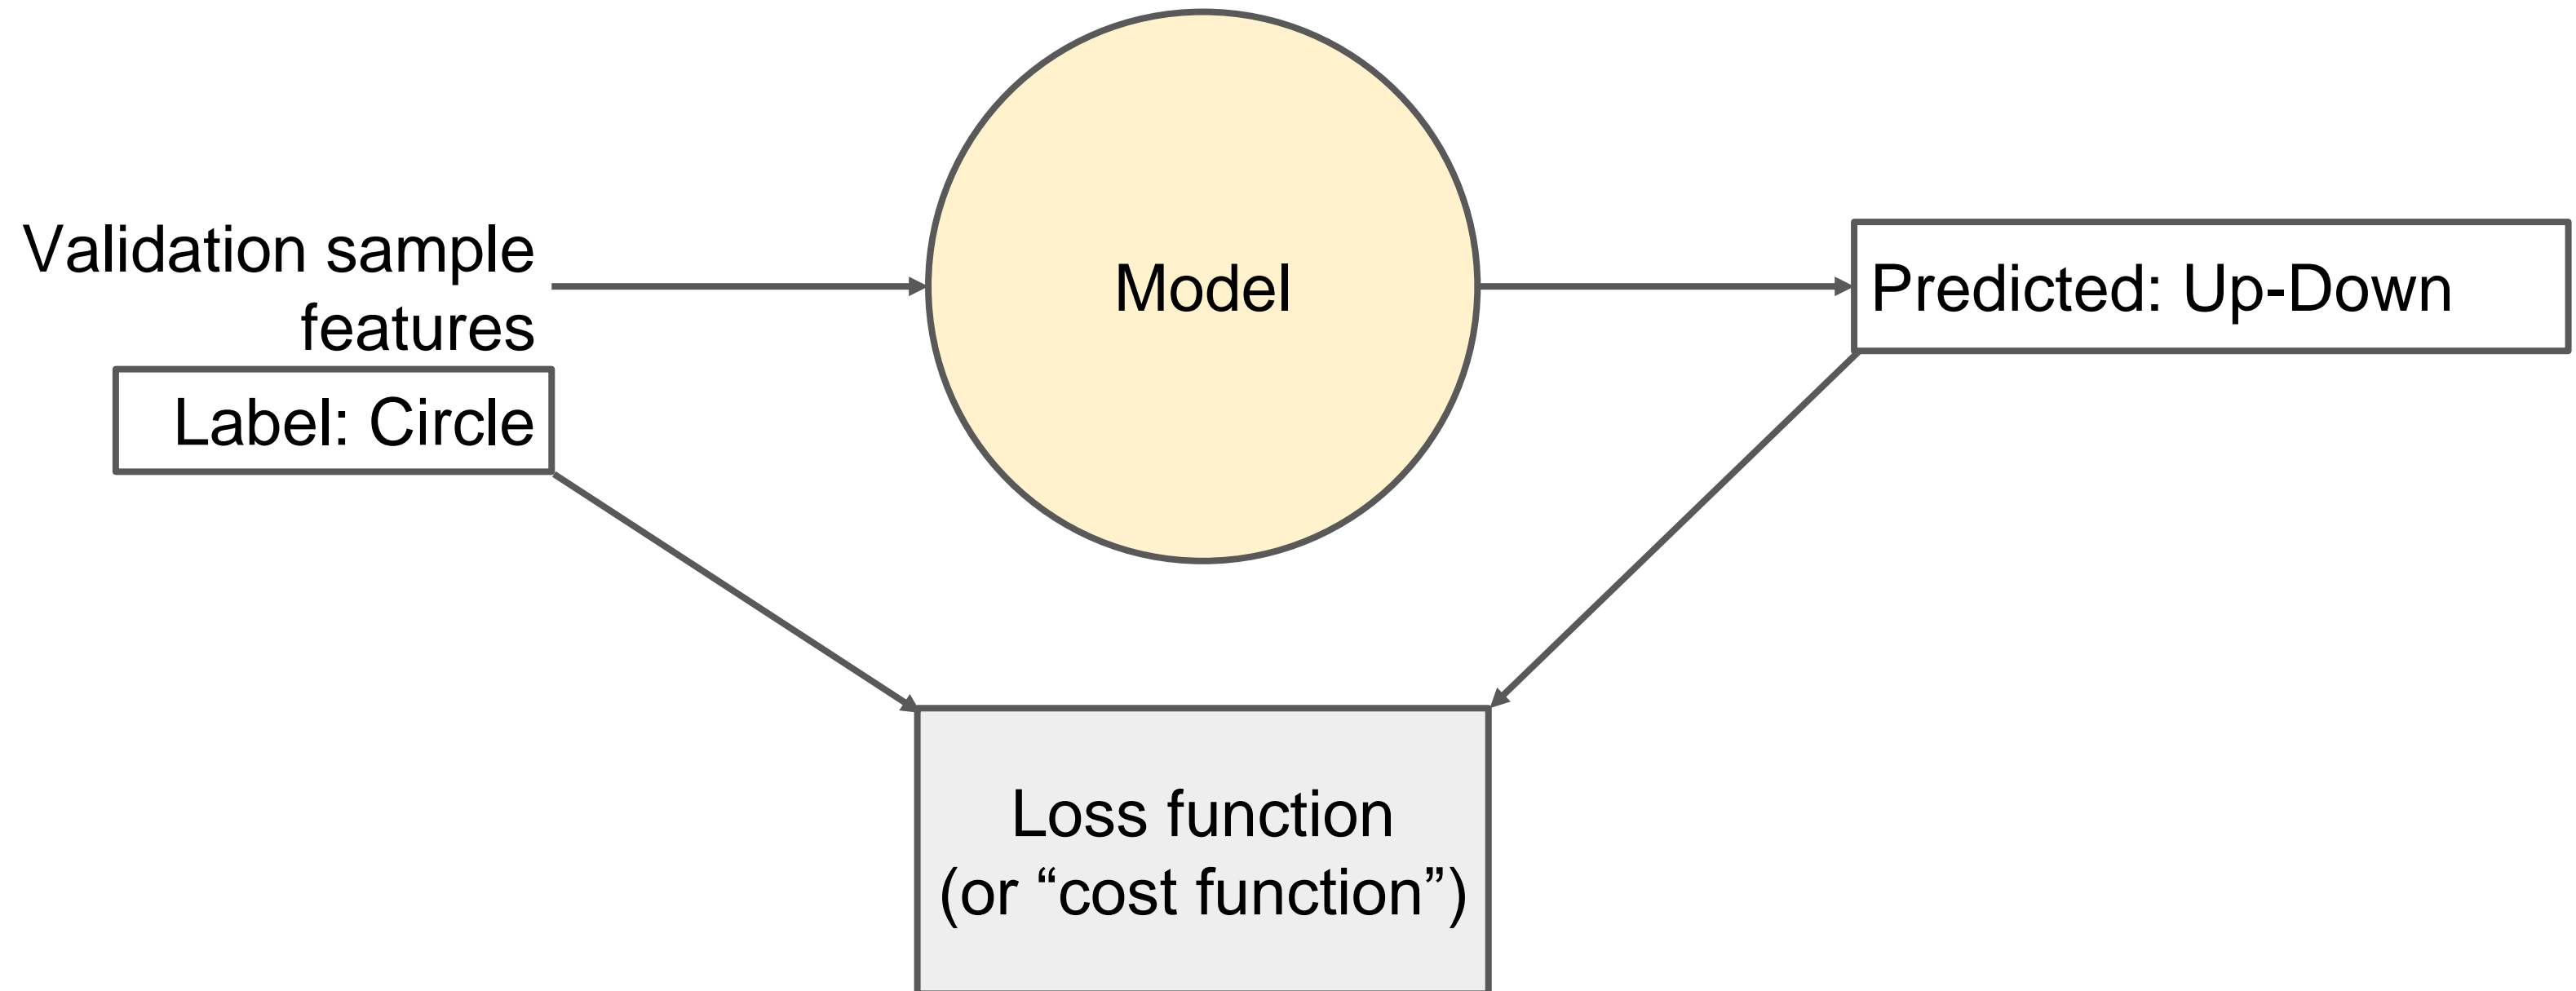 Validation sample
features
Label: Circle
Model
Predicted: Up-Down
Loss function
(or “cost function”)